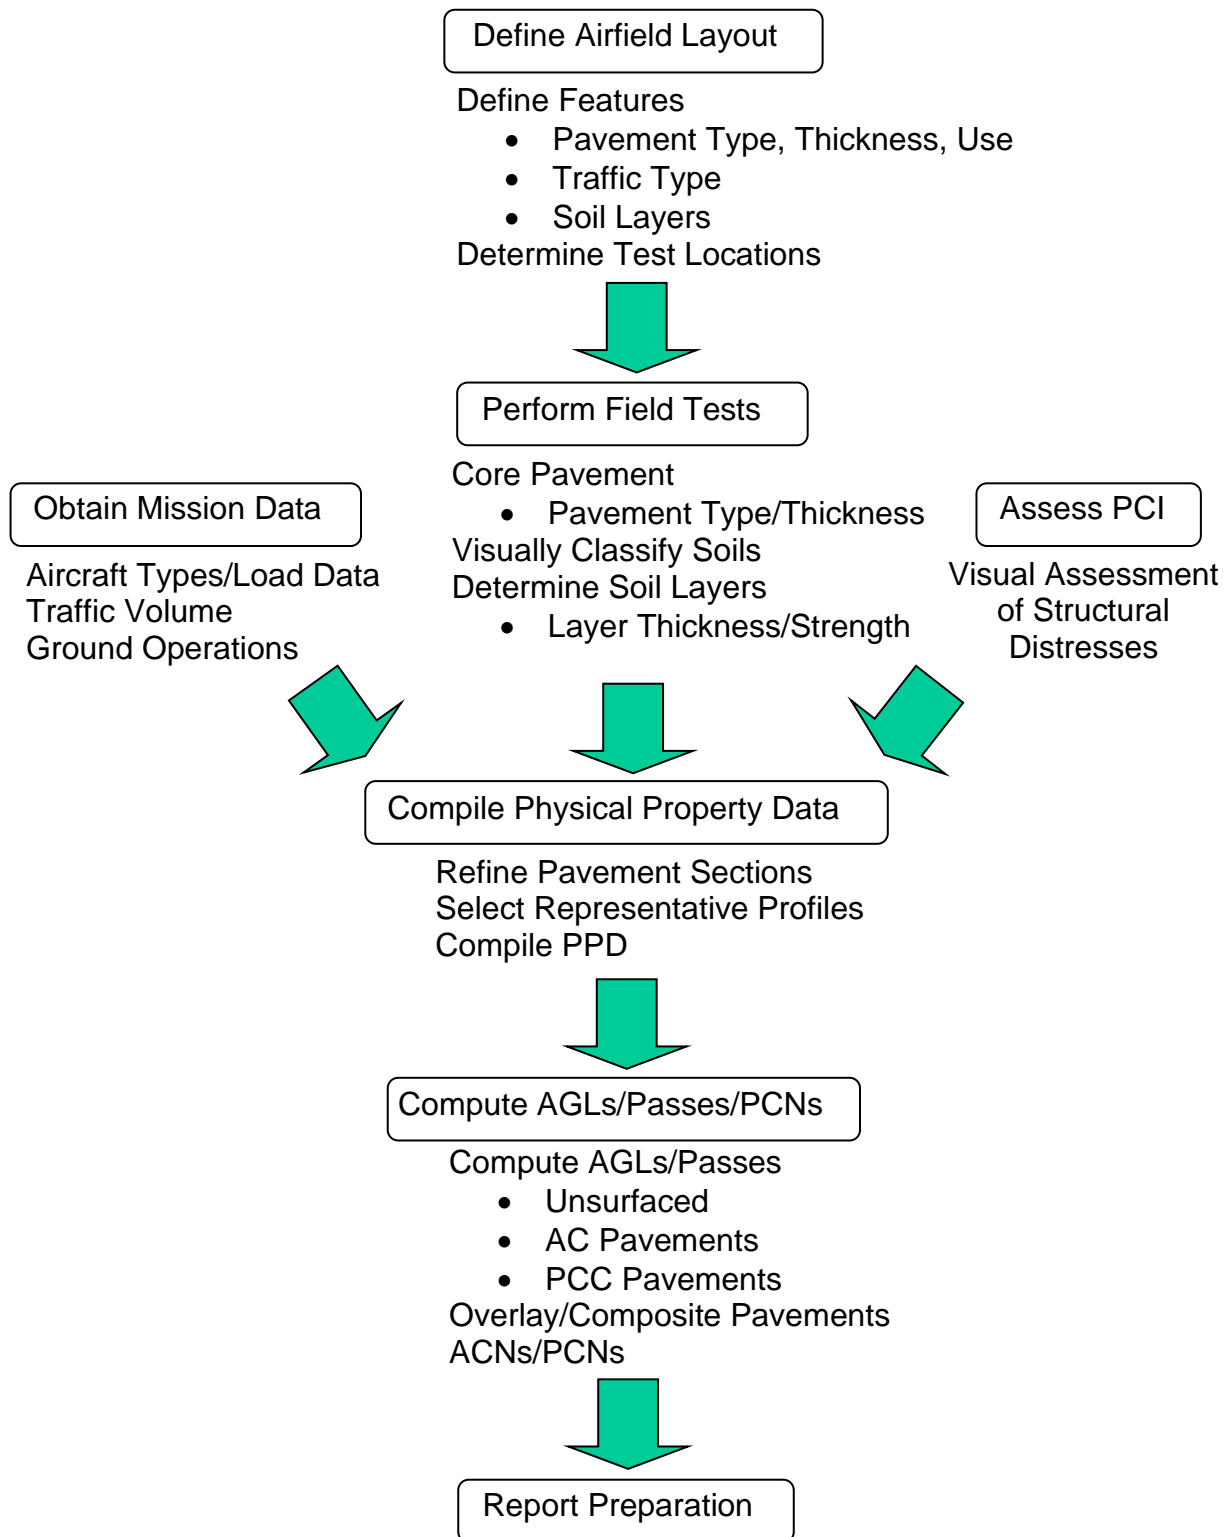 Define Airfield Layout
Define Features
• Pavement Type, Thickness, Use
• Traffic Type
• Soil Layers
Determine Test Locations
Perform Field Tests
Core Pavement
• Pavement Type/Thickness
Visually Classify Soils
Determine Soil Layers
• Layer Thickness/Strength
Obtain Mission Data
Aircraft Types/Load Data
Traffic Volume
Ground Operations
Assess PCI
Visual Assessment
of Structural
Distresses
Compile Physical Property Data
Refine Pavement Sections
Select Representative Profiles
Compile PPD
Compute AGLs/Passes/PCNs
Compute AGLs/Passes
• Unsurfaced
• AC Pavements
• PCC Pavements
Overlay/Composite Pavements
ACNs/PCNs
Report Preparation